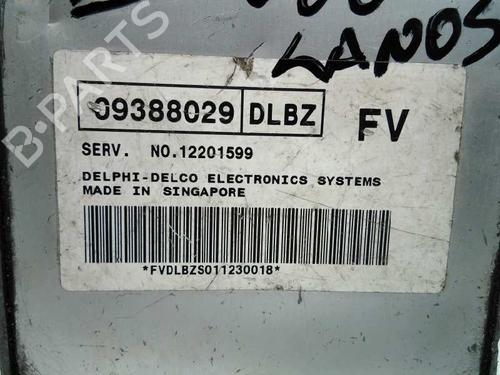 LANOS
09388029 DLBZ FV
SERV. NO.12201599
DELPHI-DELCO ELECTRONICS SYSTEMS
MADE IN SINGAPORE
*FVDLBZS011230018*
B-PARTS